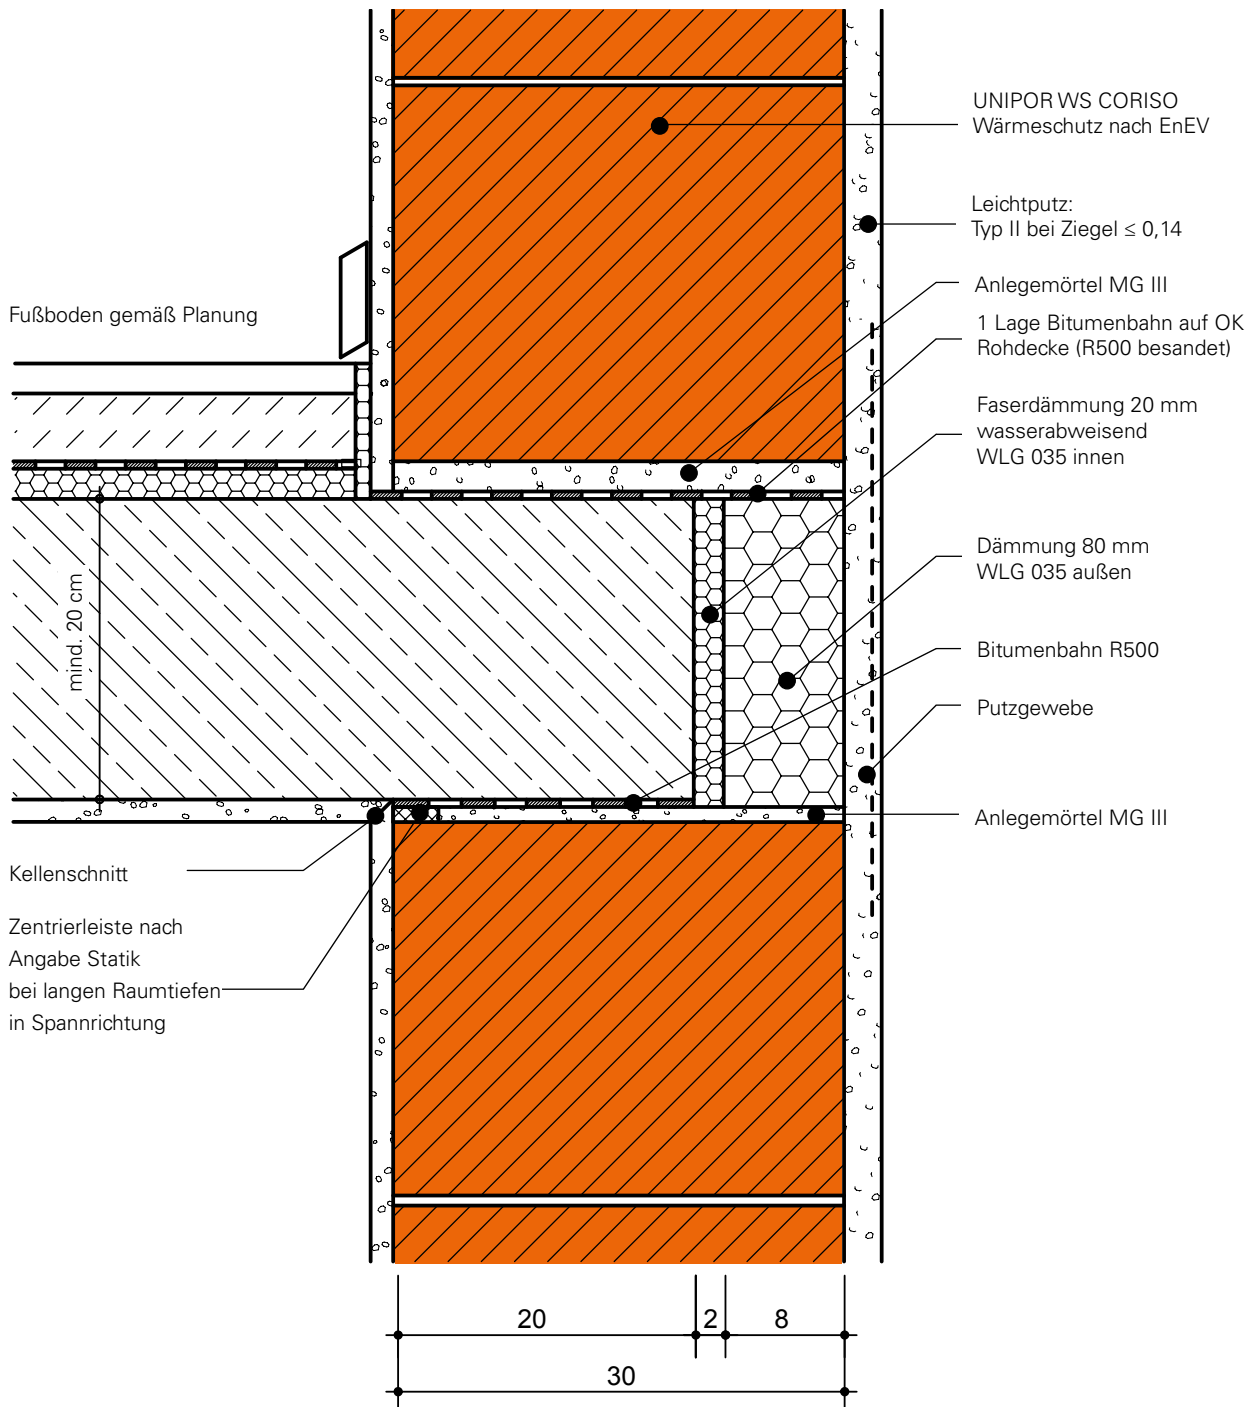 UNIPOR WS CORISO
Wärmeschutz nach EnEV
Leichtputz:
Typ II bei Ziegel ≤ 0,14
Anlegemörtel MG III
1 Lage Bitumenbahn auf OK
Rohdecke (R500 besandet)
Faserdämmung 20 mm
wasserabweisend
WLG 035 innen
Dämmung 80 mm
WLG 035 außen
Bitumenbahn R500
Putzgewebe
Anlegemörtel MG III
Fußboden gemäß Planung
mind. 20 cm
Kellenschnitt
Zentrierleiste nach
Angabe Statik
bei langen Raumtiefen
in Spannrichtung
20 2 8
30